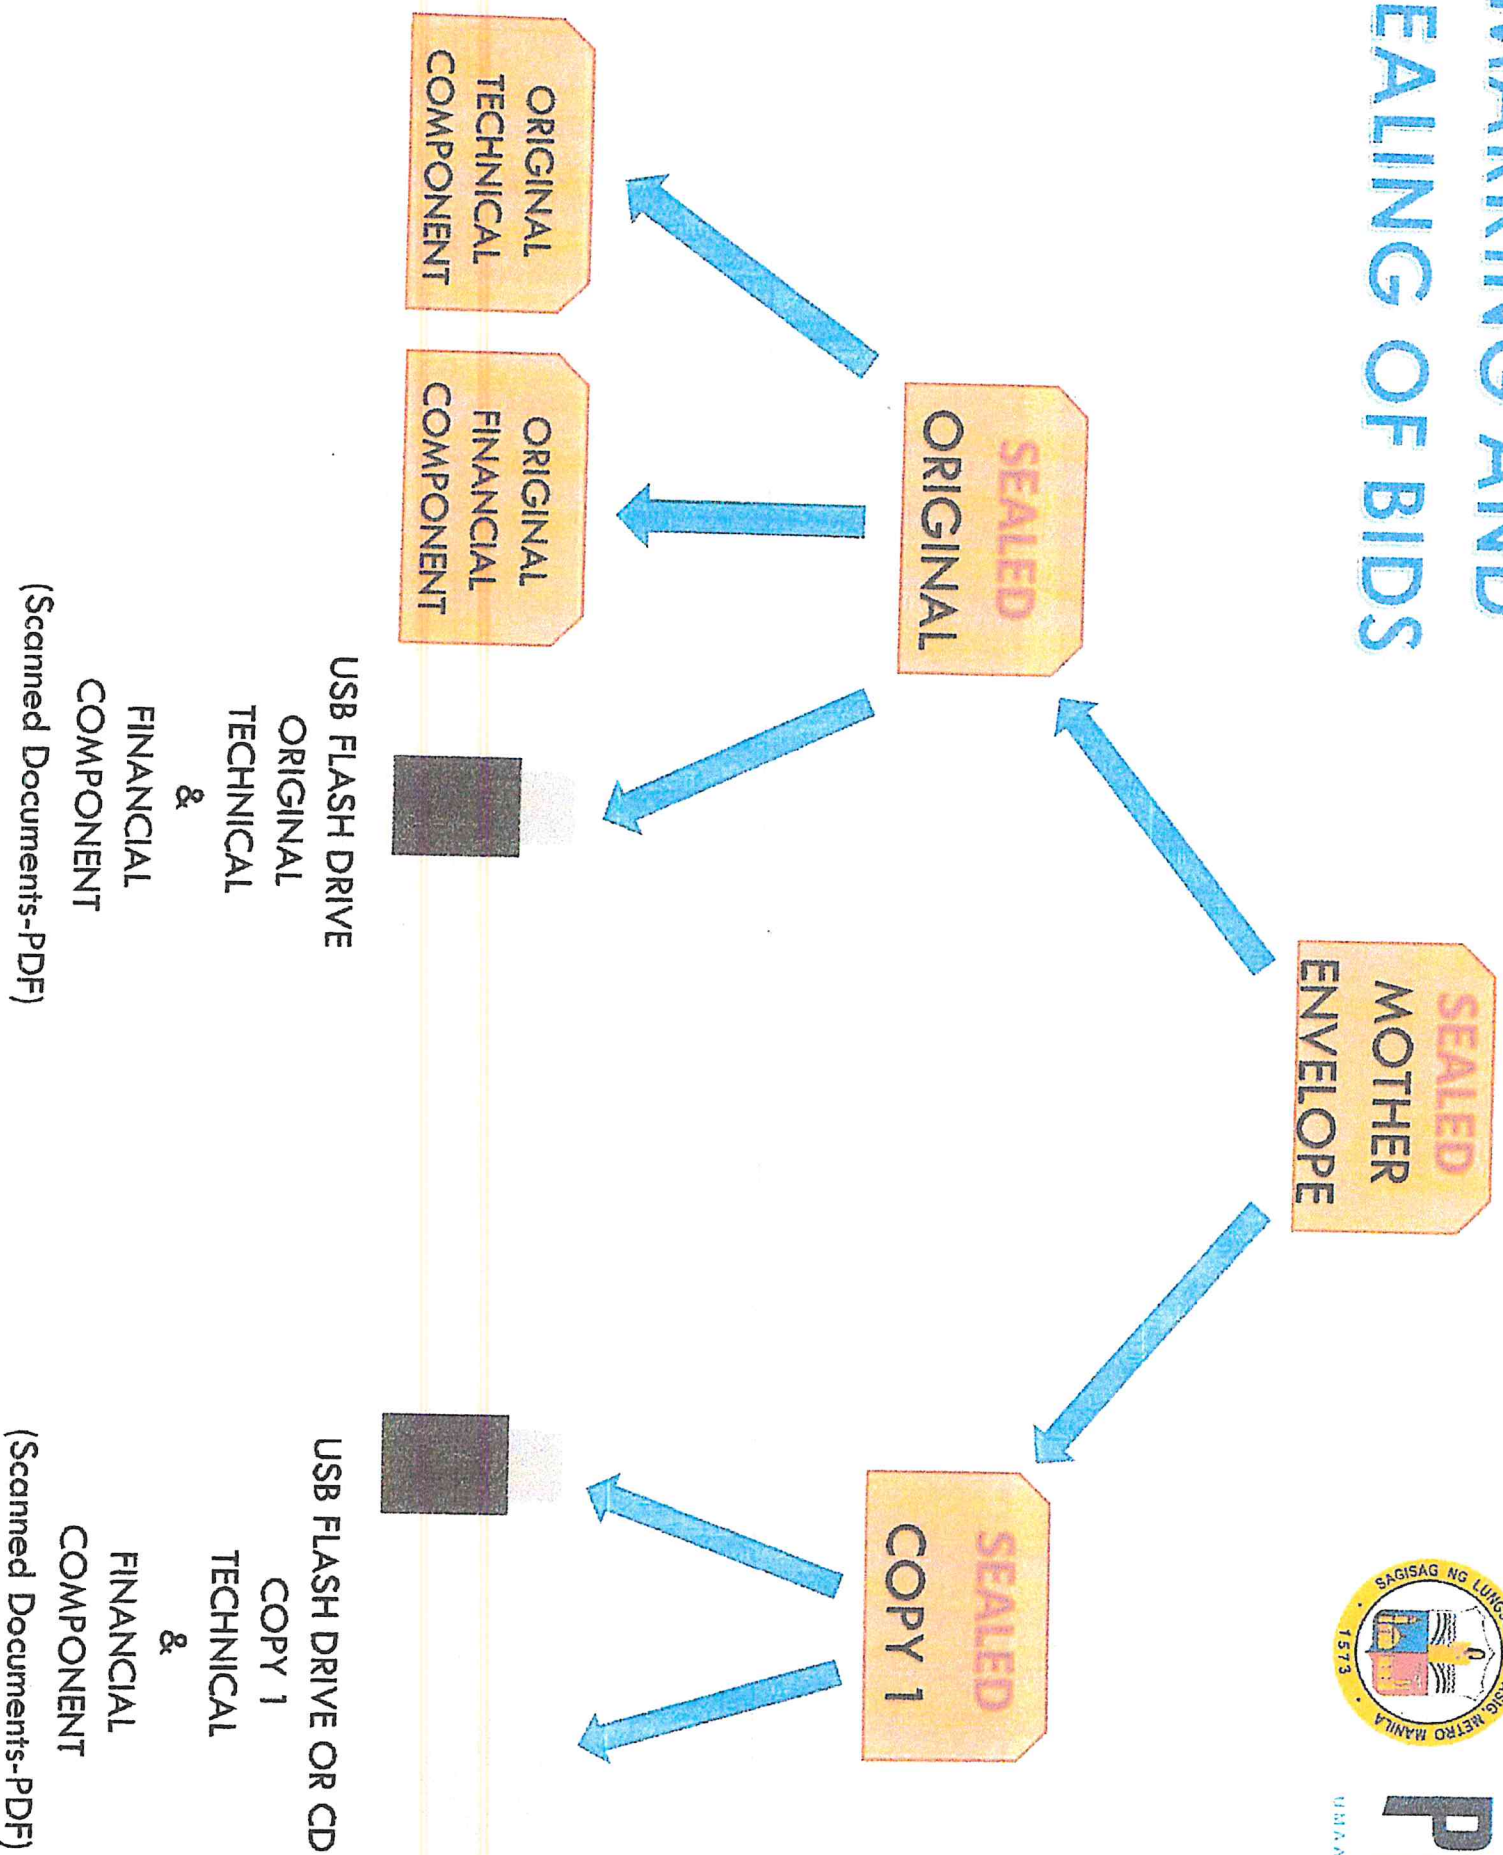 MARKING AND
EALING OF BIDS
SEALED
MOTHER
ENVELOPE
SEALED
ORIGINAL
SEALED
COPY 1
ORIGINAL
TECHNICAL
COMPONENT
ORIGINAL
FINANCIAL
COMPONENT
USB FLASH DRIVE
ORIGINAL
TECHNICAL
&
FINANCIAL
COMPONENT
(Scanned Documents-PDF)
USB FLASH DRIVE OR CD
COPY 1
TECHNICAL
&
FINANCIAL
COMPONENT
(Scanned Documents-PDF)
SAGISAG NG
METRO MANILA
1573
P